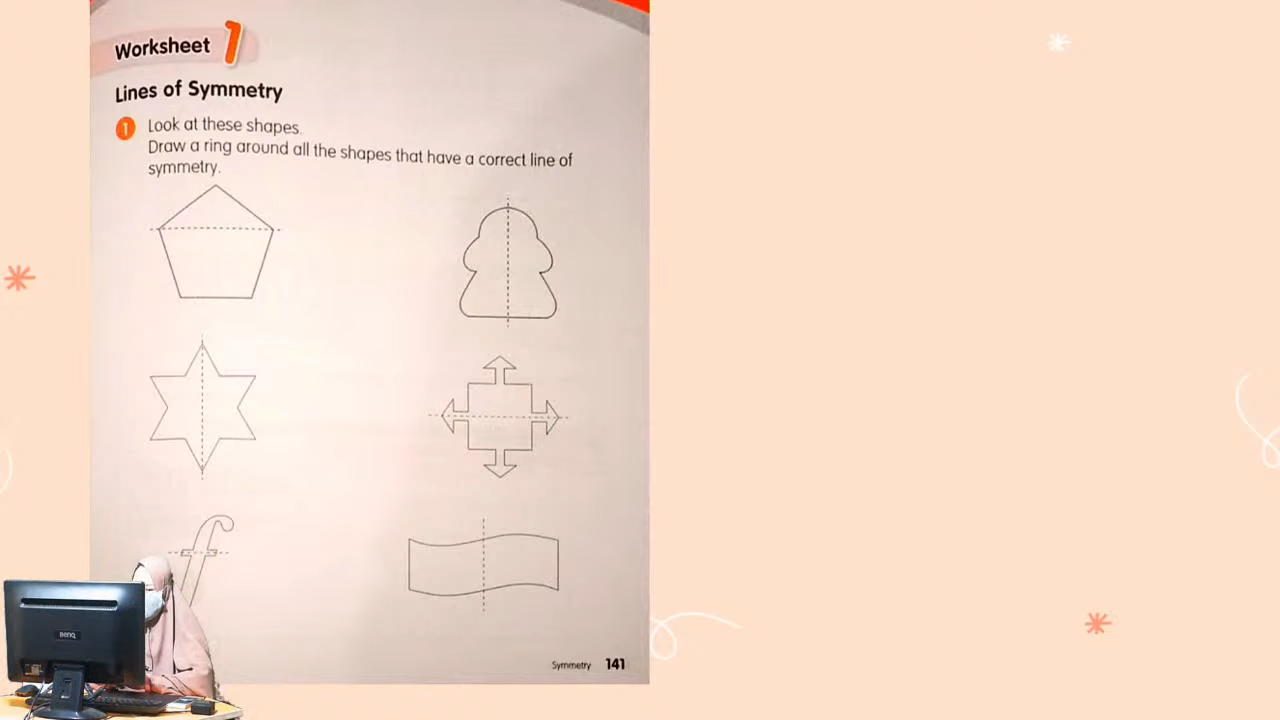 Worksheet 1
Lines of Symmetry
1 Look at these shapes.
Draw a ring around all the shapes that have a correct line of
symmetry.
Symmetry 141
BenQ